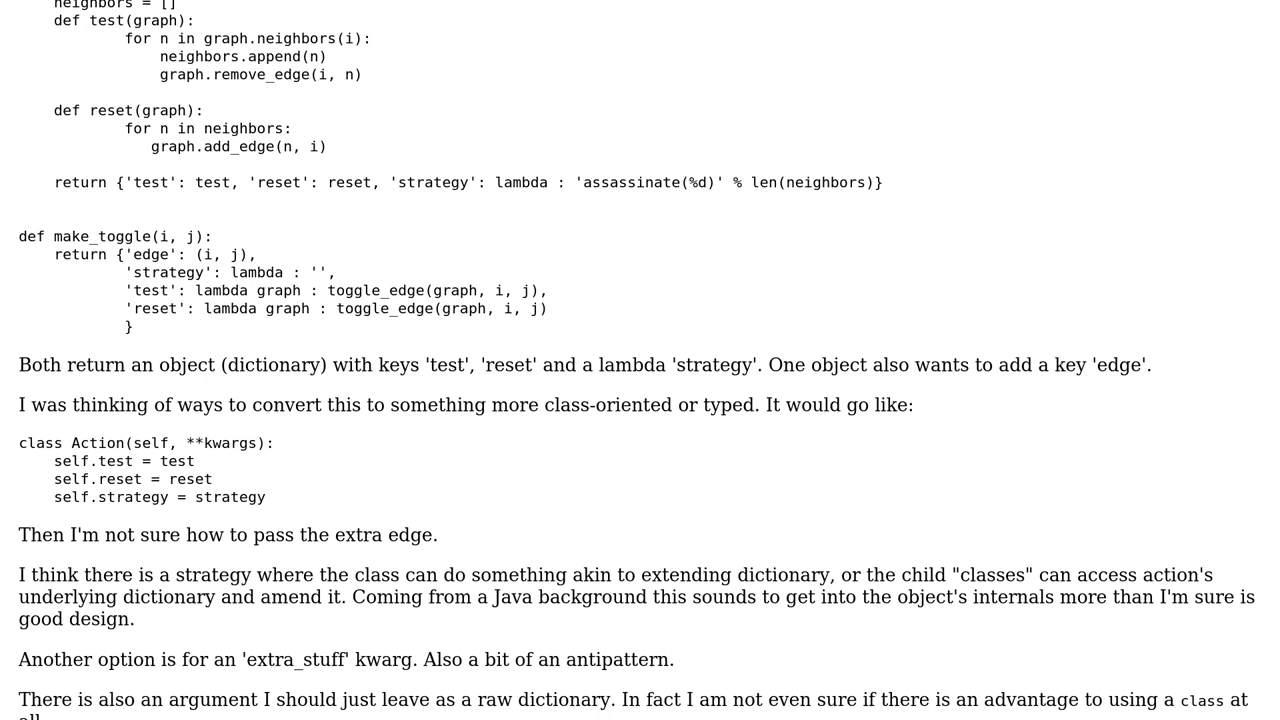 neighbors = []
    def test(graph):
            for n in graph.neighbors(i):
                neighbors.append(n)
                graph.remove_edge(i, n)

    def reset(graph):
            for n in neighbors:
               graph.add_edge(n, i)

    return {'test': test, 'reset': reset, 'strategy': lambda : 'assassinate(%d)' % len(neighbors)}


def make_toggle(i, j):
    return {'edge': (i, j),
            'strategy': lambda : '',
            'test': lambda graph : toggle_edge(graph, i, j),
            'reset': lambda graph : toggle_edge(graph, i, j)
            }
Both return an object (dictionary) with keys 'test', 'reset' and a lambda 'strategy'. One object also wants to add a key 'edge'.
I was thinking of ways to convert this to something more class-oriented or typed. It would go like:
class Action(self, **kwargs):
    self.test = test
    self.reset = reset
    self.strategy = strategy
Then I'm not sure how to pass the extra edge.
I think there is a strategy where the class can do something akin to extending dictionary, or the child "classes" can access action's
underlying dictionary and amend it. Coming from a Java background this sounds to get into the object's internals more than I'm sure is
good design.
Another option is for an 'extra_stuff' kwarg. Also a bit of an antipattern.
There is also an argument I should just leave as a raw dictionary. In fact I am not even sure if there is an advantage to using a class at